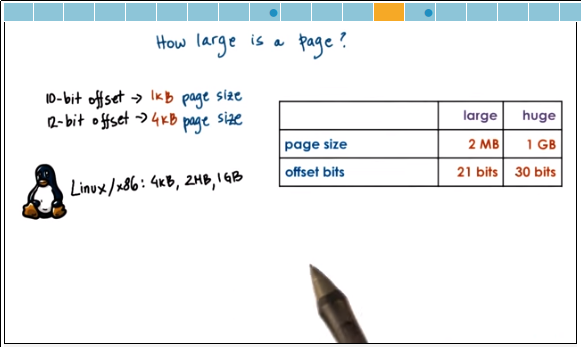 How large is a page?
10-bit offset → 1kB page size
12-bit offset → 4kB page size
large huge
page size 2 MB 1 GB
offset bits 21 bits 30 bits
Linux/x86: 4kB, 2MB, 1GB